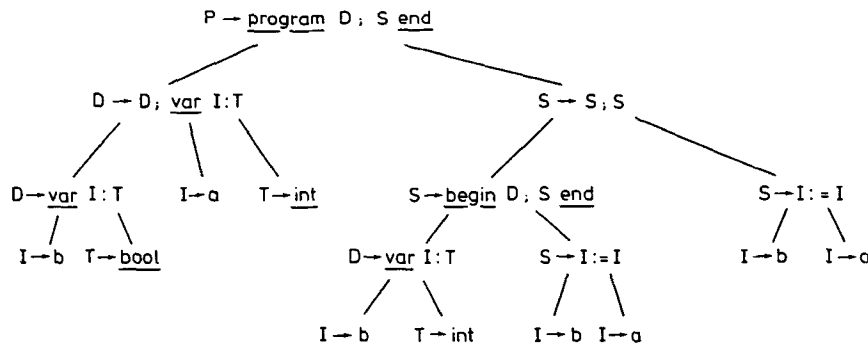 P → program D ; S end
D → D; var I:T S → S;S
D → var I:T I → a T → int S → begin D; S end S → I:=I
I → b T → bool D → var I:T S → I:=I I → b I → a
I → b T → int I → b I → a